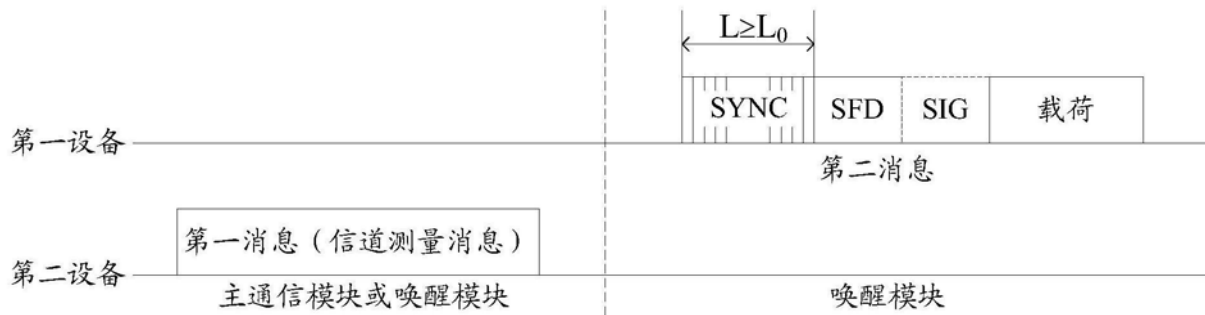 L≥L₀
SYNC SFD SIG 载荷
第一设备
第二消息
第一消息（信道测量消息）
第二设备
主通信模块或唤醒模块 唤醒模块